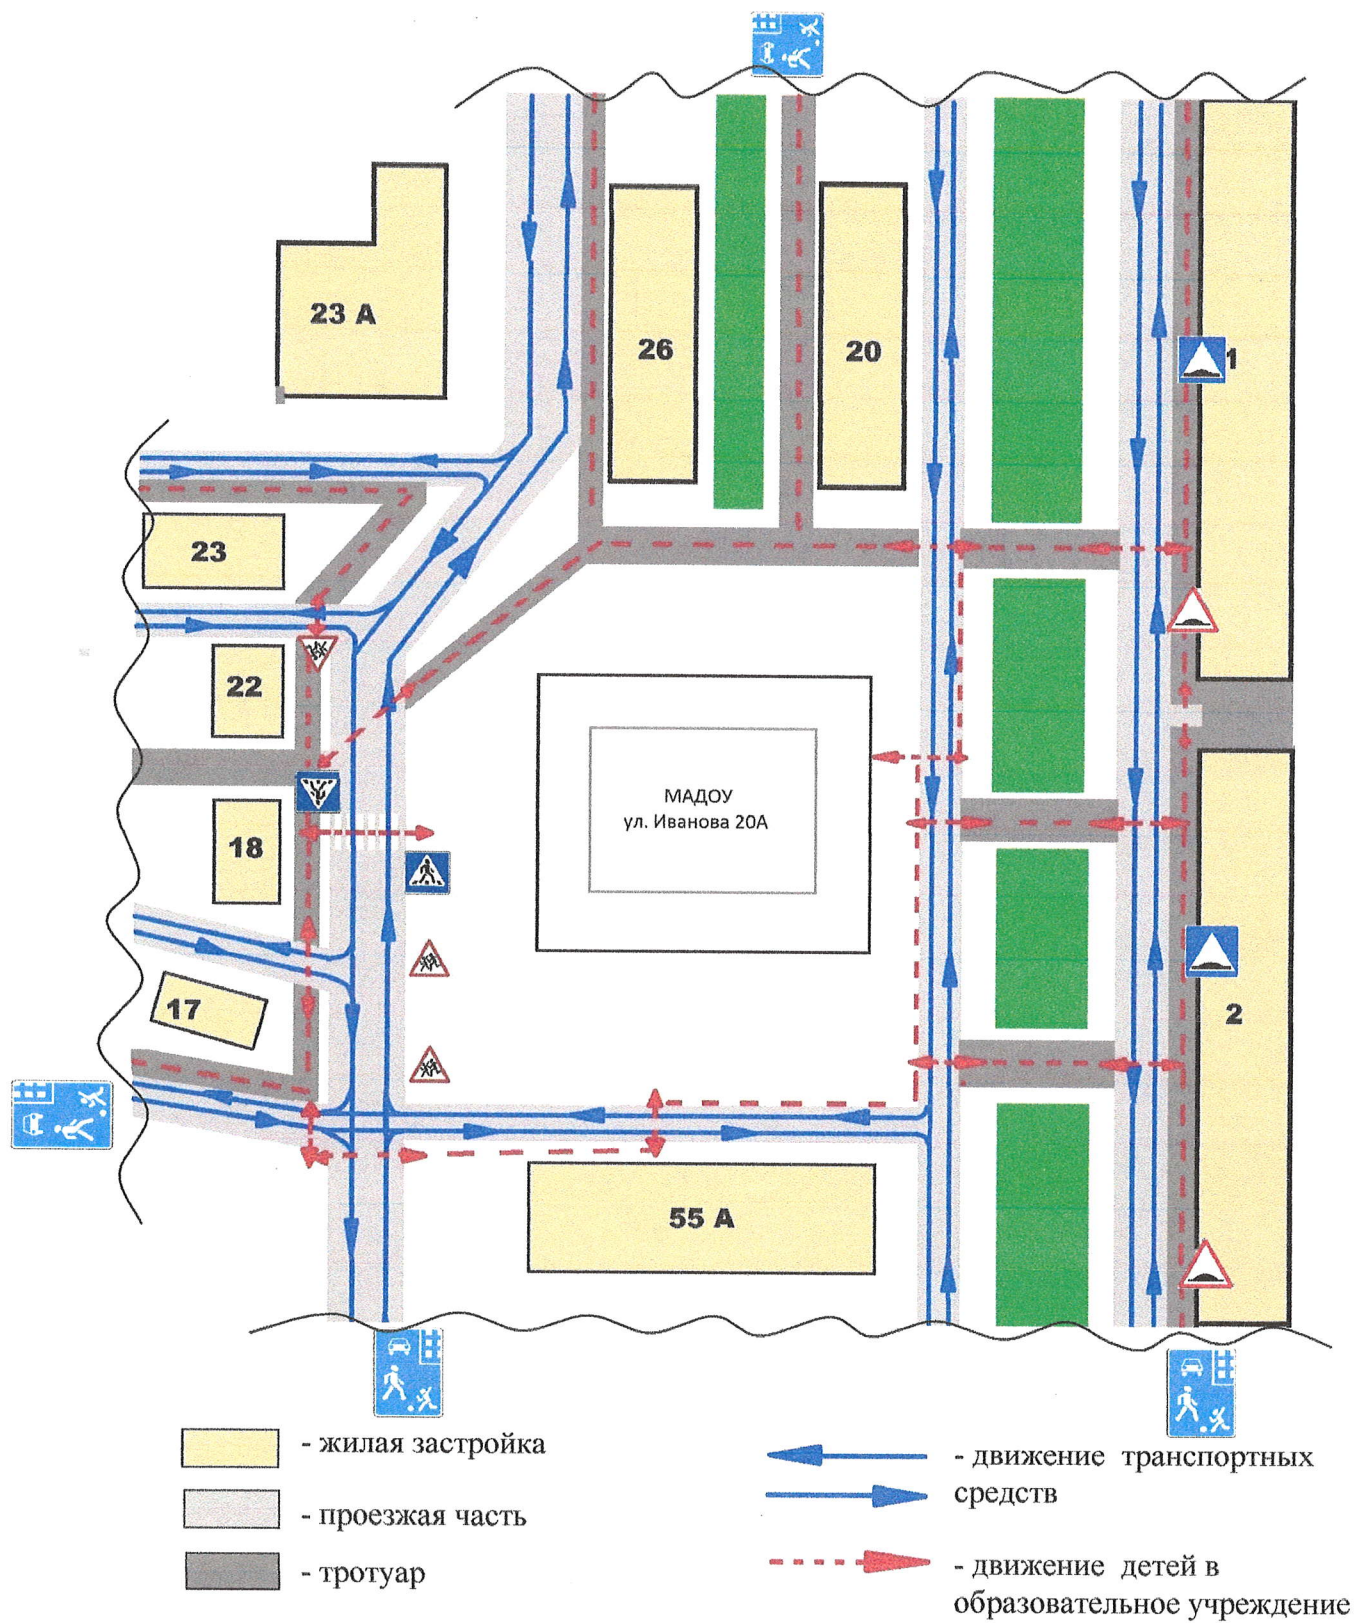 23 А
26
20
1
23
22
МАДОУ
ул. Иванова 20А
18
17
2
55 А
- жилая застройка
- проезжая часть
- тротуар
- движение транспортных
средств
- движение детей в
образовательное учреждение